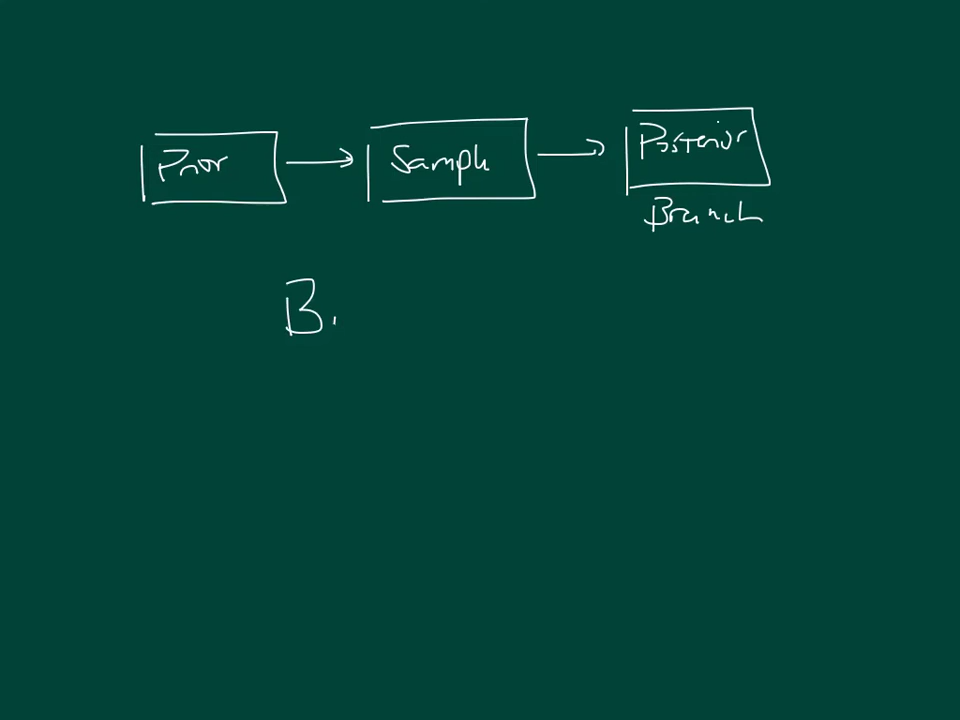 Prior → Sample → Posterior
Branch
B.